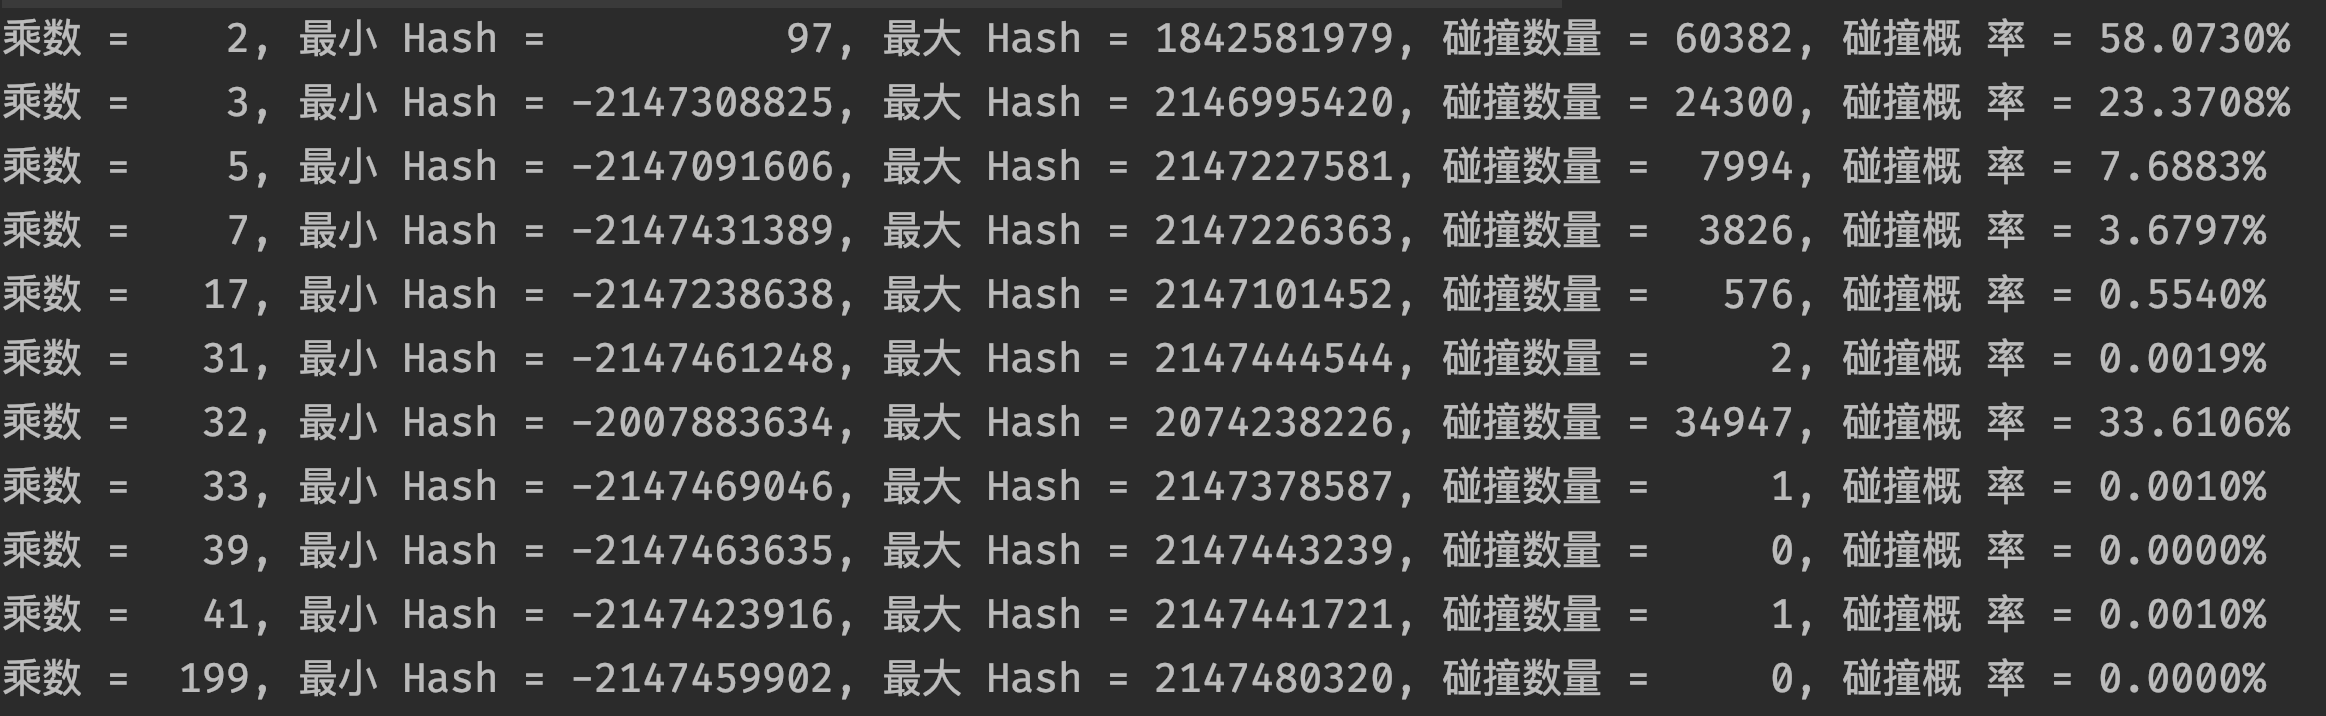 乘数 =    2, 最小 Hash =          97, 最大 Hash = 1842581979, 碰撞数量 = 60382, 碰撞概 率 = 58.0730%
乘数 =    3, 最小 Hash = -2147308825, 最大 Hash = 2146995420, 碰撞数量 = 24300, 碰撞概 率 = 23.3708%
乘数 =    5, 最小 Hash = -2147091606, 最大 Hash = 2147227581, 碰撞数量 =  7994, 碰撞概 率 = 7.6883%
乘数 =    7, 最小 Hash = -2147431389, 最大 Hash = 2147226363, 碰撞数量 =  3826, 碰撞概 率 = 3.6797%
乘数 =   17, 最小 Hash = -2147238638, 最大 Hash = 2147101452, 碰撞数量 =   576, 碰撞概 率 = 0.5540%
乘数 =   31, 最小 Hash = -2147461248, 最大 Hash = 2147444544, 碰撞数量 =     2, 碰撞概 率 = 0.0019%
乘数 =   32, 最小 Hash = -2007883634, 最大 Hash = 2074238226, 碰撞数量 = 34947, 碰撞概 率 = 33.6106%
乘数 =   33, 最小 Hash = -2147469046, 最大 Hash = 2147378587, 碰撞数量 =     1, 碰撞概 率 = 0.0010%
乘数 =   39, 最小 Hash = -2147463635, 最大 Hash = 2147443239, 碰撞数量 =     0, 碰撞概 率 = 0.0000%
乘数 =   41, 最小 Hash = -2147423916, 最大 Hash = 2147441721, 碰撞数量 =     1, 碰撞概 率 = 0.0010%
乘数 =  199, 最小 Hash = -2147459902, 最大 Hash = 2147480320, 碰撞数量 =     0, 碰撞概 率 = 0.0000%